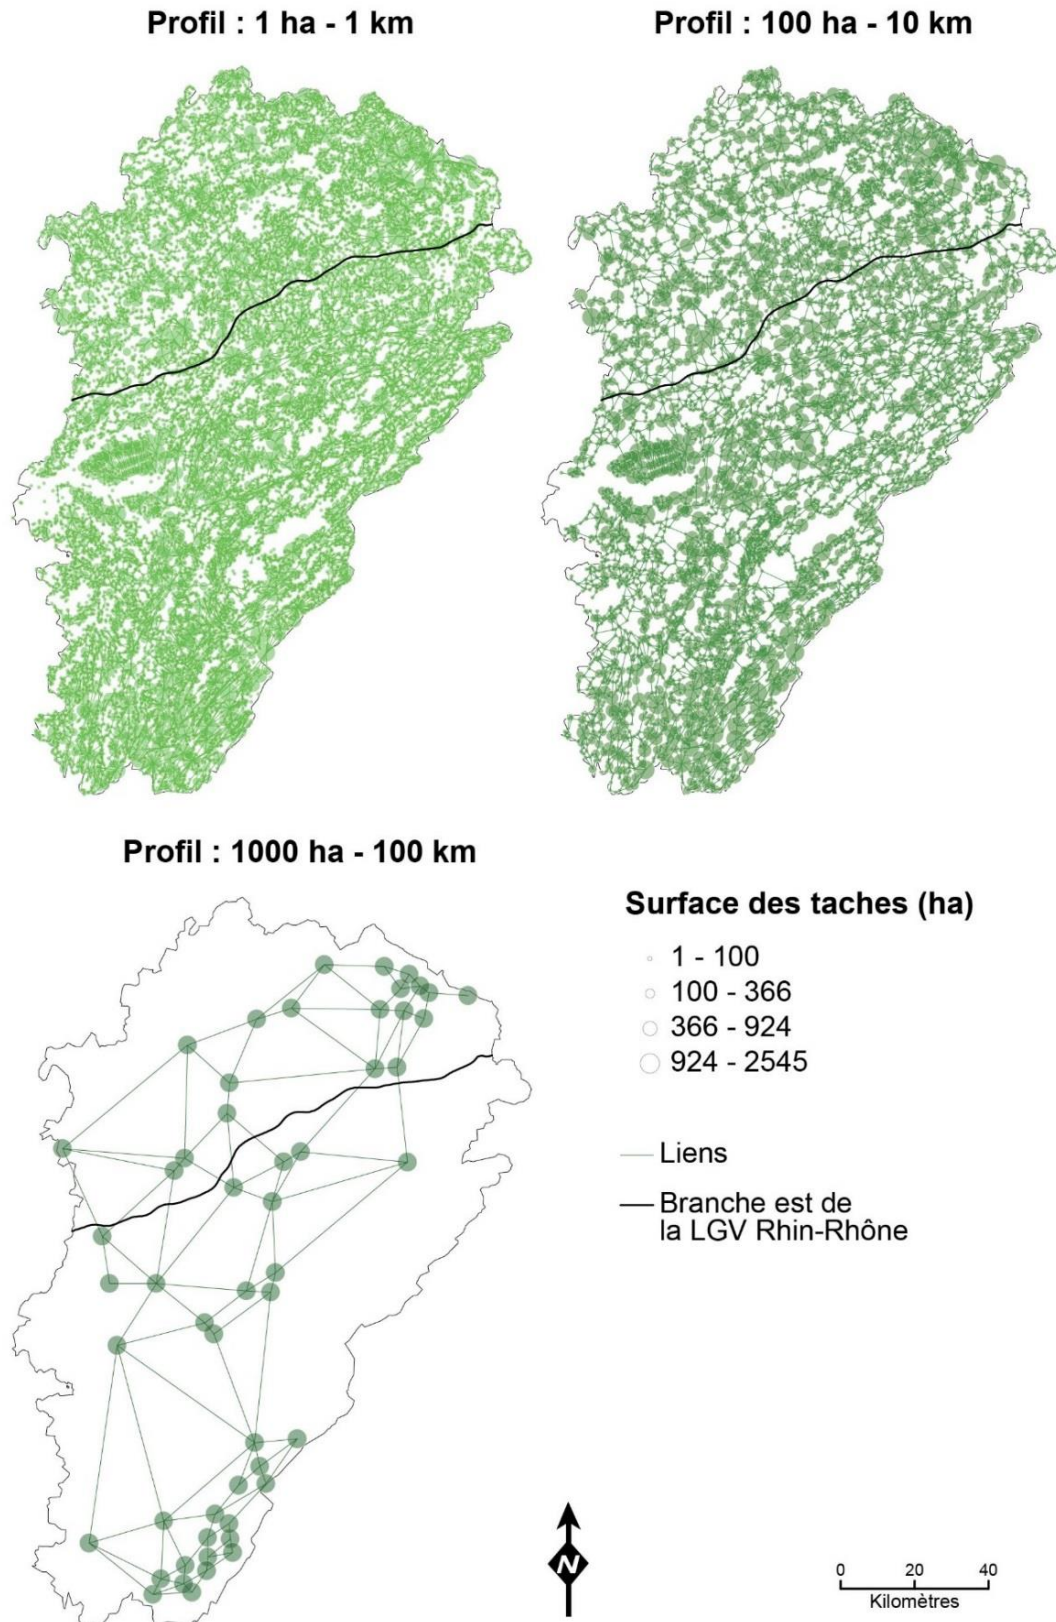 Profil : 1 ha - 1 km
Profil : 100 ha - 10 km
Profil : 1000 ha - 100 km
Surface des taches (ha)
1 - 100
100 - 366
366 - 924
924 - 2545
Liens
Branche est de
la LGV Rhin-Rhône
N
0 20 40
Kilomètres